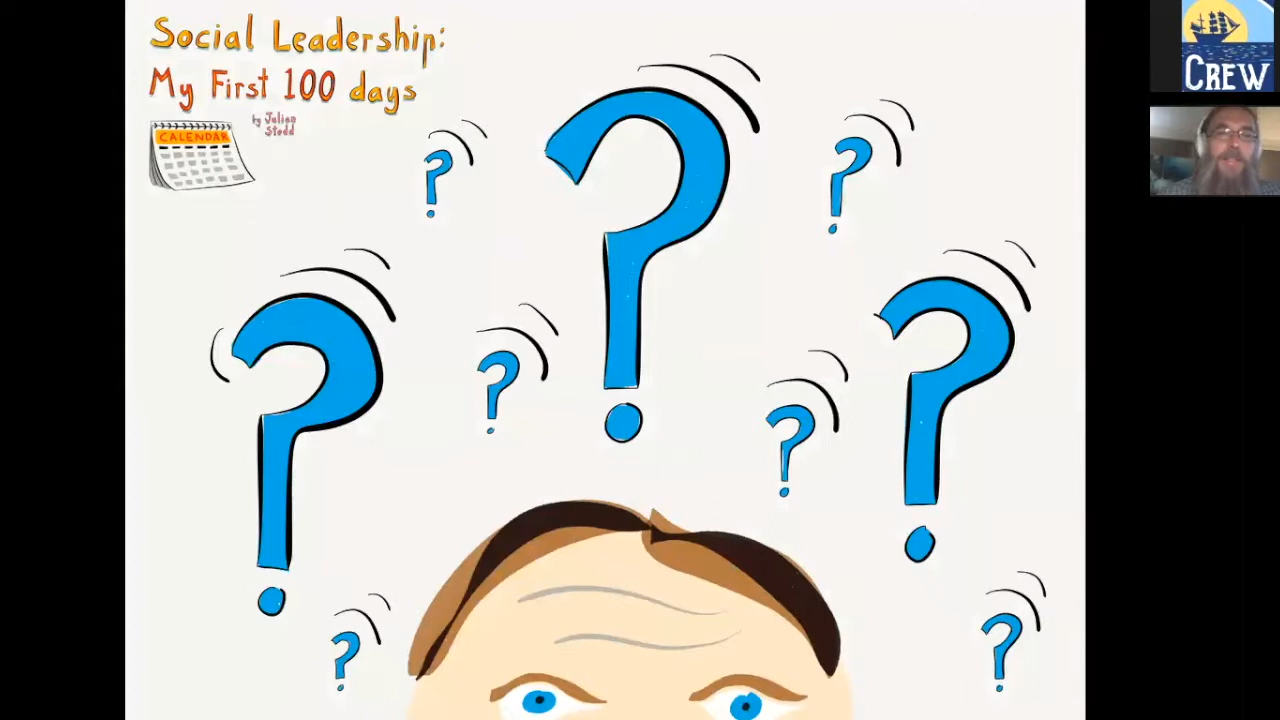 Social Leadership:
My First 100 days
by Julian
Stodd
CALENDAR
CREW
? ? ? ? ? ? ? ? ?